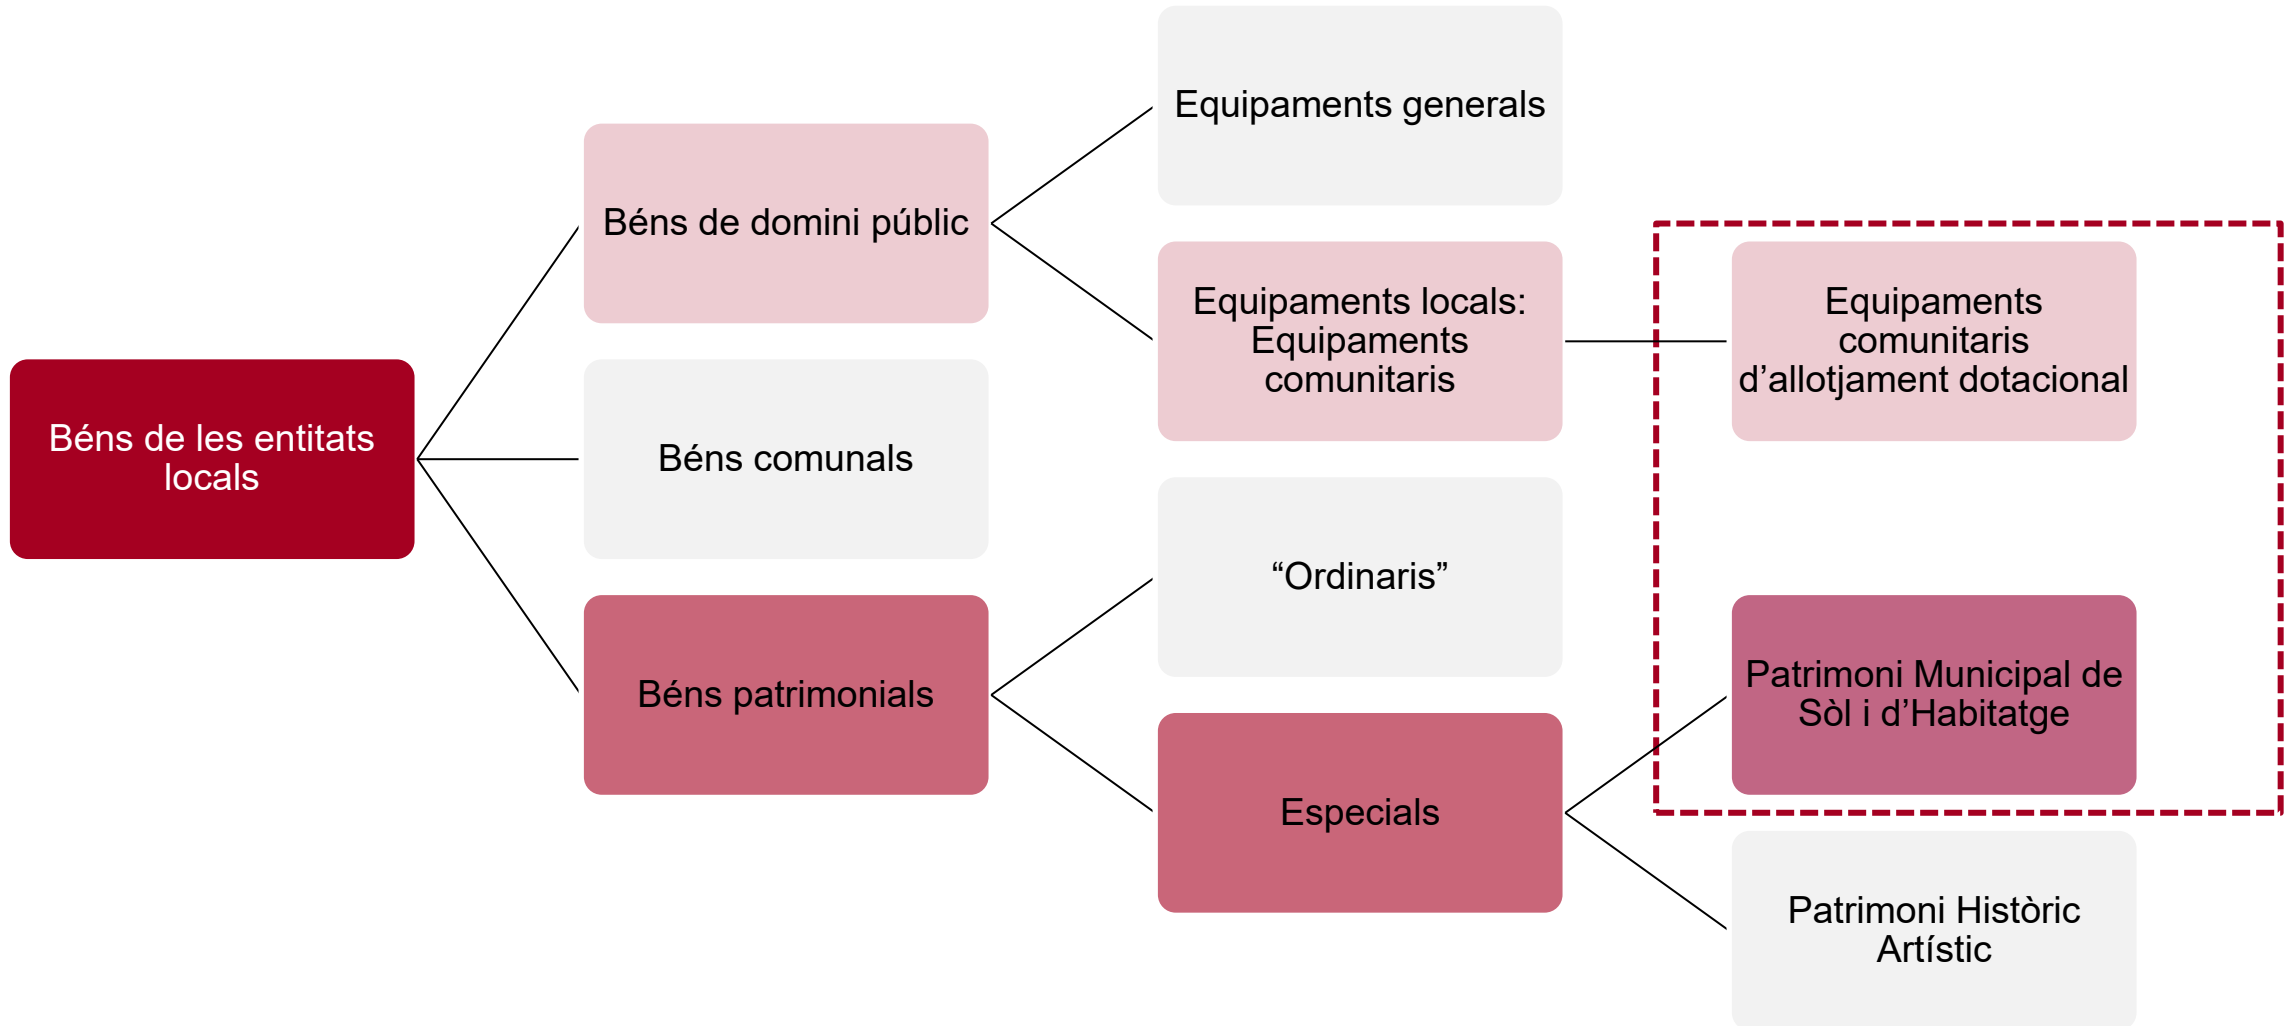 Béns de les entitats
locals
Béns de domini públic
Béns comunals
Béns patrimonials
Equipaments generals
Equipaments locals:
Equipaments
comunitaris
“Ordinaris”
Especials
Equipaments
comunitaris
d’allotjament dotacional
Patrimoni Municipal de
Sòl i d’Habitatge
Patrimoni Històric
Artístic